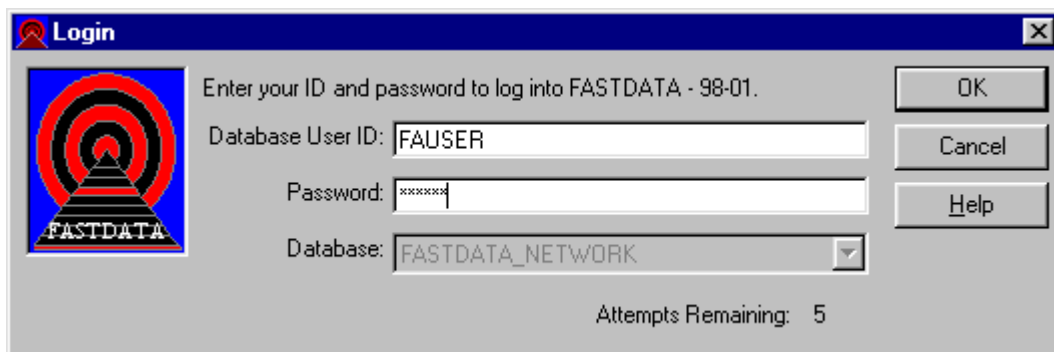 Login
Enter your ID and password to log into FASTDATA - 98-01.
OK
Database User ID: FAUSER
Cancel
Password: ******
Help
FASTDATA
Database: FASTDATA_NETWORK
Attempts Remaining: 5